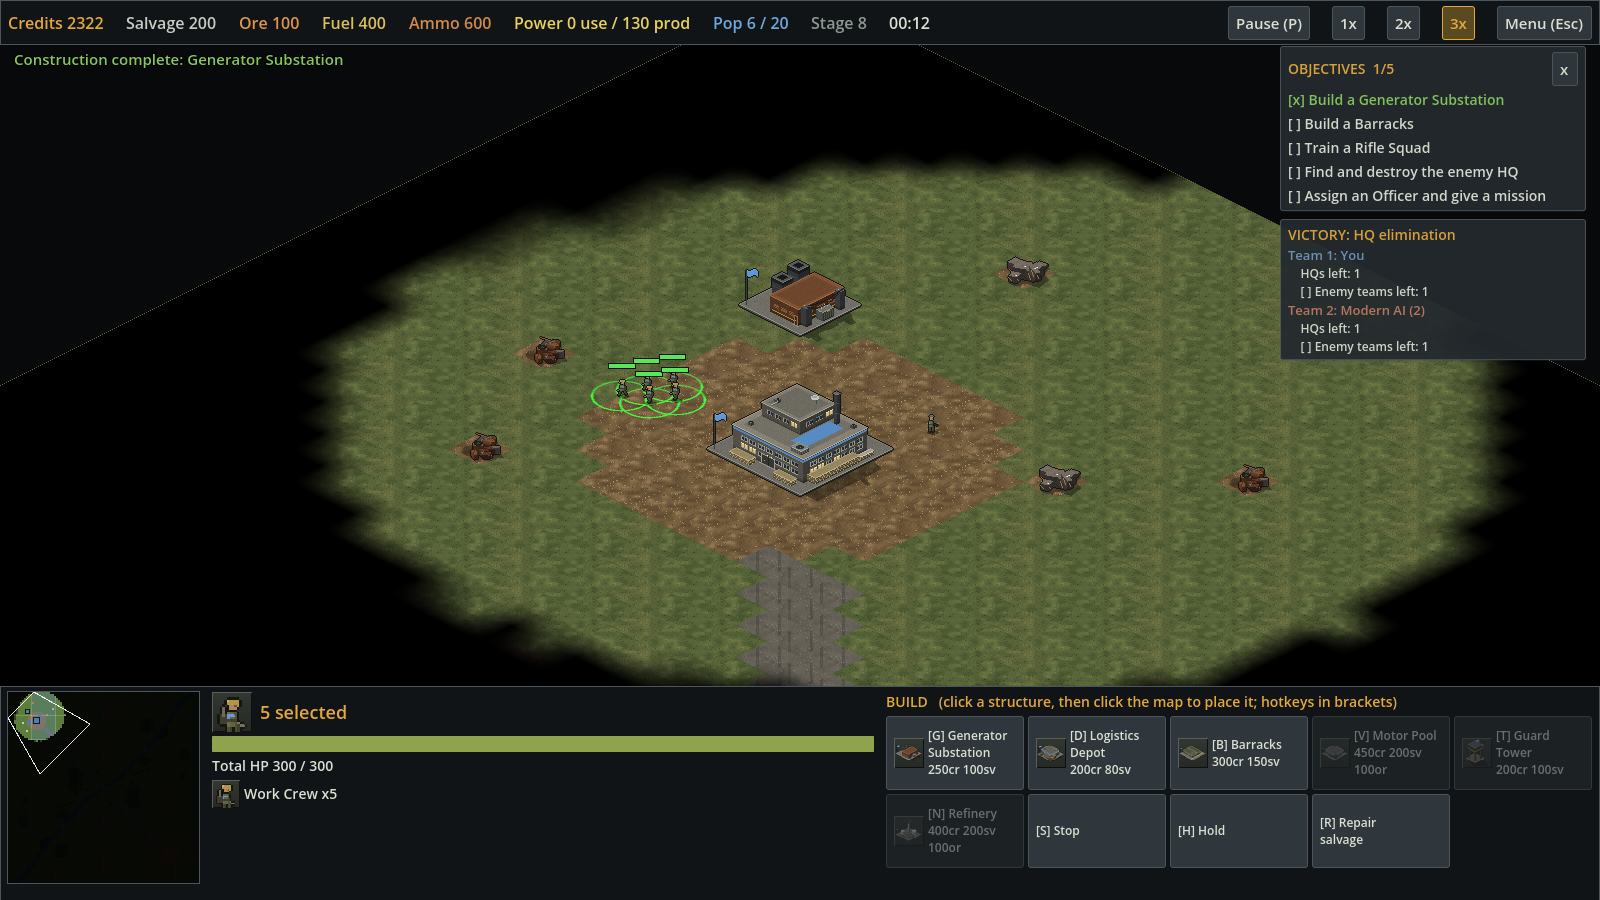 Credits 2322 Salvage 200 Ore 100 Fuel 400 Ammo 600 Power 0 use / 130 prod Pop 6 / 20 Stage 8 00:12 Pause (P) 1x 2x 3x Menu (Esc)
Construction complete: Generator Substation
OBJECTIVES 1/5 x
[x] Build a Generator Substation
[ ] Build a Barracks
[ ] Train a Rifle Squad
[ ] Find and destroy the enemy HQ
[ ] Assign an Officer and give a mission
VICTORY: HQ elimination
Team 1: You
HQs left: 1
[ ] Enemy teams left: 1
Team 2: Modern AI (2)
HQs left: 1
[ ] Enemy teams left: 1
5 selected
Total HP 300 / 300
Work Crew x5
BUILD (click a structure, then click the map to place it; hotkeys in brackets)
[G] Generator
Substation
250cr 100sv
[D] Logistics
Depot
200cr 80sv
[B] Barracks
300cr 150sv
[V] Motor Pool
450cr 200sv
100or
[T] Guard
Tower
200cr 100sv
[N] Refinery
400cr 200sv
100or
[S] Stop
[H] Hold
[R] Repair
salvage